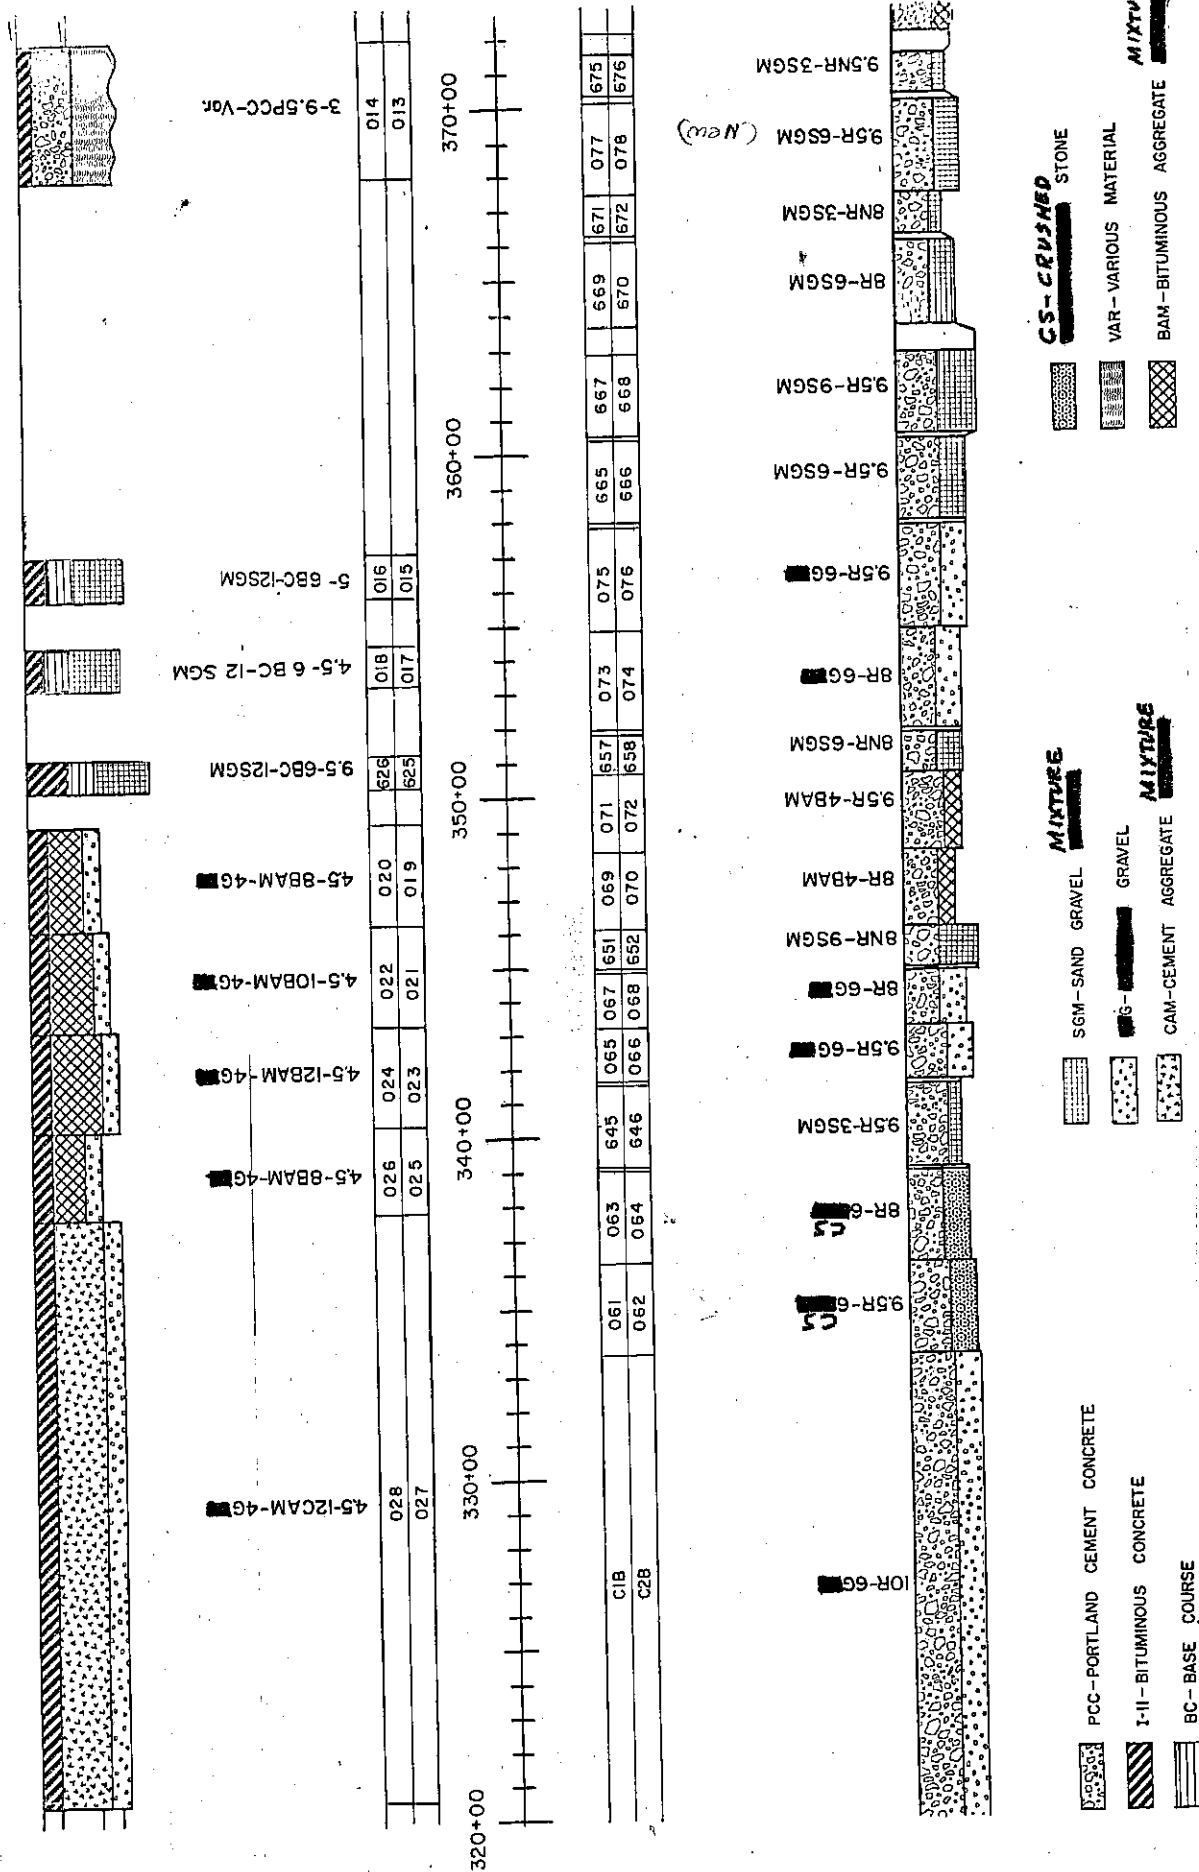 3-9.5PCC-Var.
5-6BC-12SGM
4.5-6 BC-12 SGM
9.5-6BC-12SGM
4.5-8BAM-4G
4.5-10BAM-4G
4.5-12BAM-4G
4.5-8BAM-4G
4.5-12CAM-4G
014
013
016
015
018
017
626
625
020
019
022
021
024
023
026
025
028
027
370+00
360+00
350+00
340+00
330+00
320+00
675
676
077
078
671
672
669
670
667
668
665
666
075
076
073
074
657
658
071
072
069
070
651
652
067
068
065
066
645
646
063
064
061
062
C1B
C2B
9.5NR-3SGM
9.5R-6SGM (New)
8NR-3SGM
8R-6SGM
9.5R-9SGM
9.5R-6SGM
9.5R-6G
8R-6G
8NR-6SGM
9.5R-4BAM
8R-4BAM
8NR-9SGM
8R-6G
9.5R-6G
9.5R-3SGM
8R-6
9.5R-6
10R-6G
PCC-PORTLAND CEMENT CONCRETE
I-11-BITUMINOUS CONCRETE
BC-BASE COURSE
MIXTURE
SGM-SAND GRAVEL
G- GRAVEL
MIXTURE
CAM-CEMENT AGGREGATE
CS-CRUSHED STONE
VAR-VARIOUS MATERIAL
BAM-BITUMINOUS AGGREGATE
MIXTU